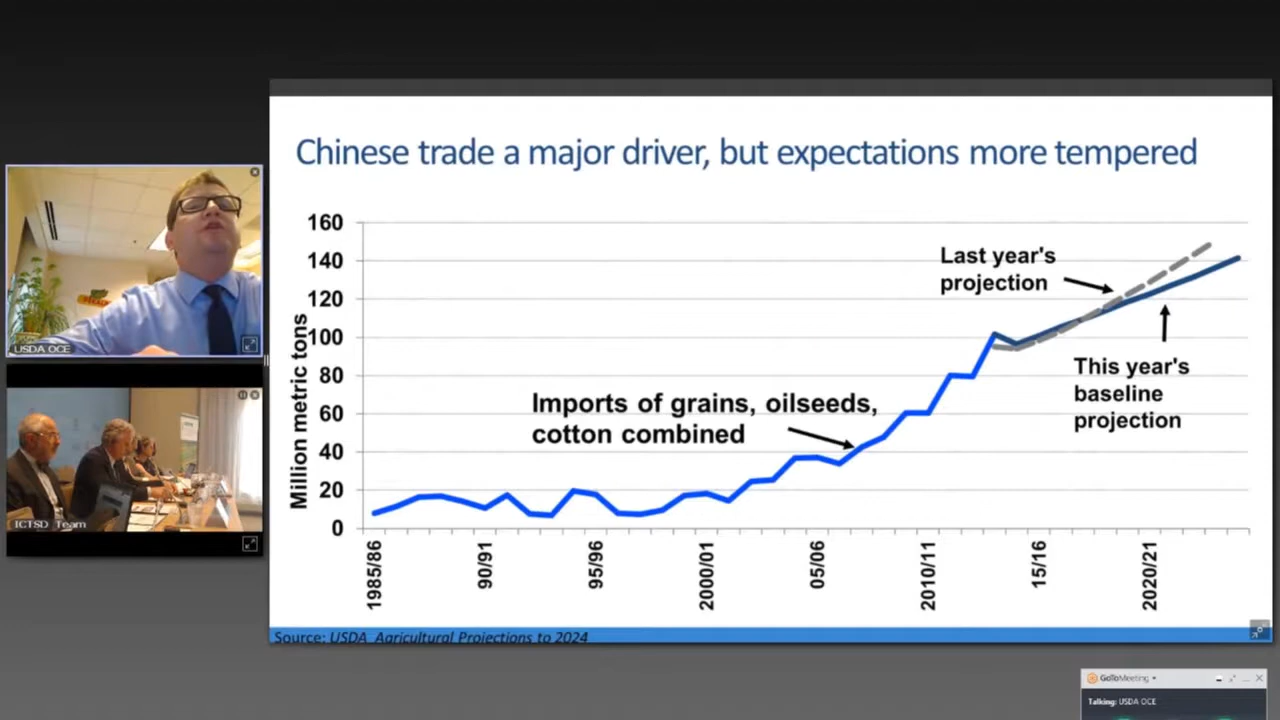 Chinese trade a major driver, but expectations more tempered
USDA OCE
ICTSD Team
Million metric tons
160
140
120
100
80
60
40
20
0
Last year's
projection
This year's
baseline
projection
Imports of grains, oilseeds,
cotton combined
1985/86
90/91
95/96
2000/01
05/06
2010/11
15/16
2020/21
Source: USDA Agricultural Projections to 2024
GoToMeeting
Talking: USDA OCE